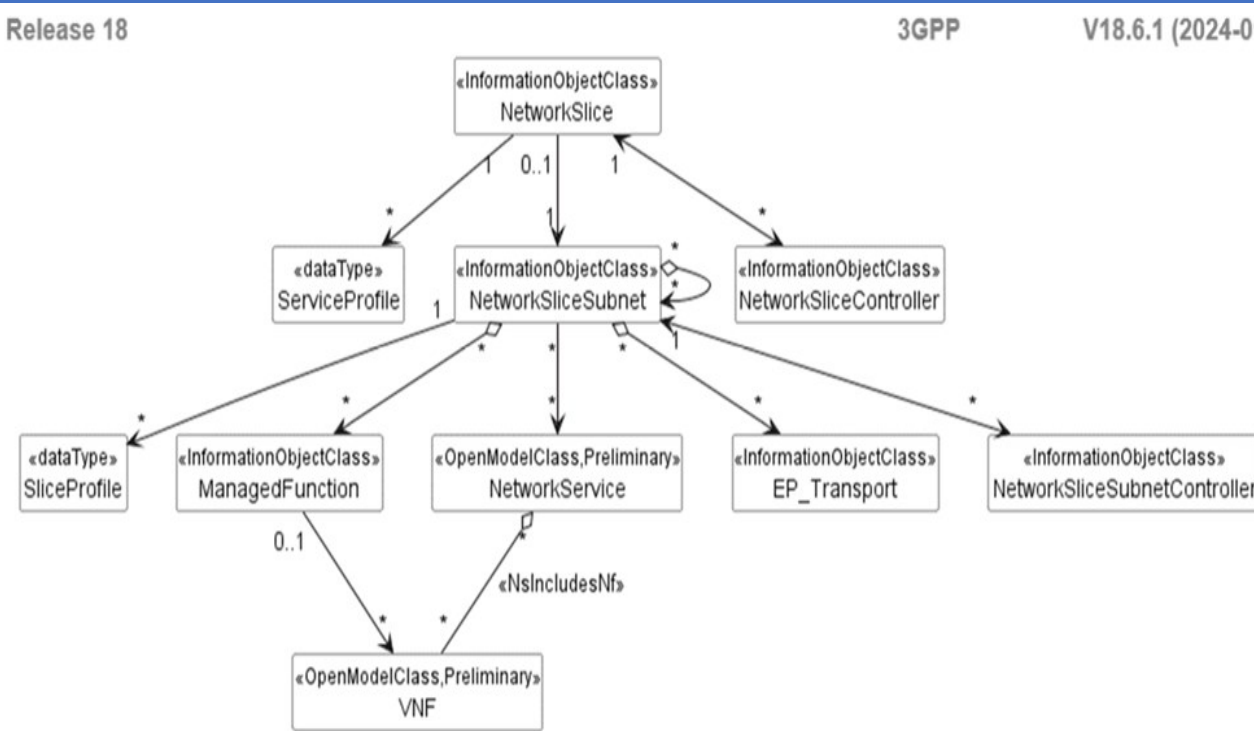 Release 18
3GPP
V18.6.1 (2024-0
«InformationObjectClass»
NetworkSlice
1
0..1
1
*
1
*
*
«dataType»
ServiceProfile
«InformationObjectClass»
NetworkSliceSubnet
*
«InformationObjectClass»
NetworkSliceController
1
*
*
*
1
*
*
*
*
*
«dataType»
SliceProfile
«InformationObjectClass»
ManagedFunction
«OpenModelClass,Preliminary»
NetworkService
«InformationObjectClass»
EP_Transport
«InformationObjectClass»
NetworkSliceSubnetController
0..1
*
«NsIncludesNf»
*
*
«OpenModelClass,Preliminary»
VNF